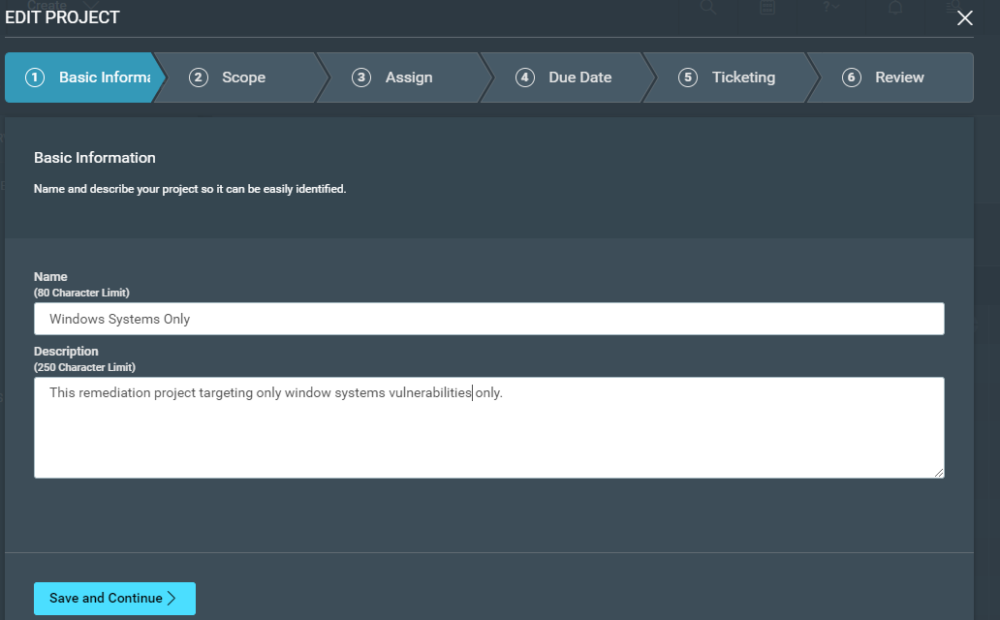 Create
EDIT PROJECT
1 Basic Informa
2 Scope
3 Assign
4 Due Date
5 Ticketing
6 Review
Basic Information
Name and describe your project so it can be easily identified.
Name
(80 Character Limit)
Windows Systems Only
Description
(250 Character Limit)
This remediation project targeting only window systems vulnerabilities only.
Save and Continue